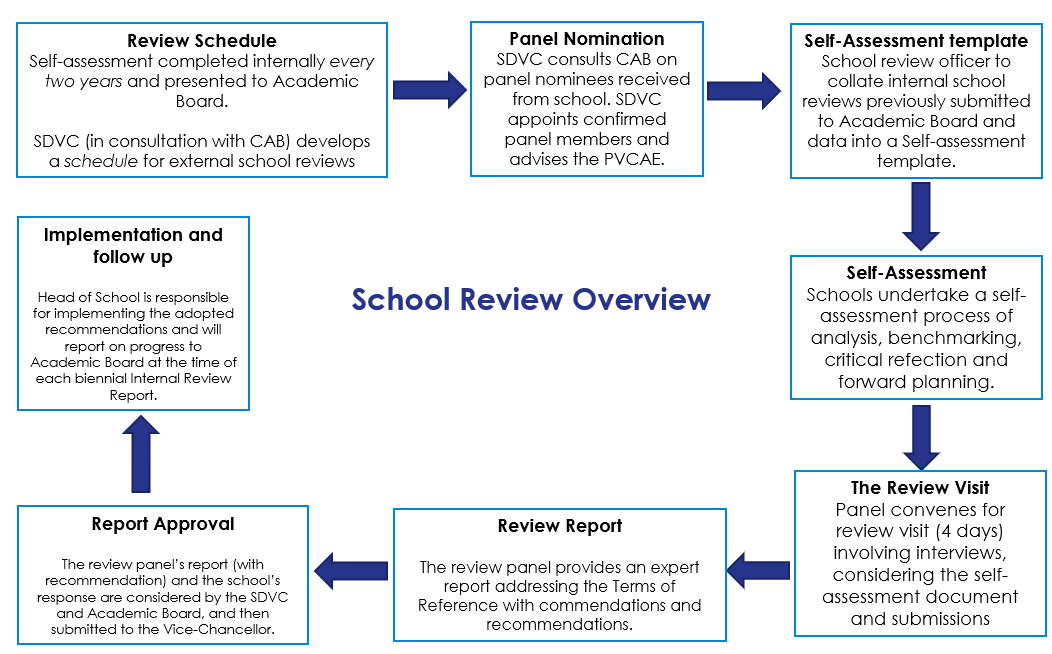 Review Schedule
Self-assessment completed internally every
two years and presented to Academic
Board.
SDVC (in consultation with CAB) develops
a schedule for external school reviews
Panel Nomination
SDVC consults CAB on
panel nominees received
from school. SDVC
appoints confirmed
panel members and
advises the PVCAE.
Self-Assessment template
School review officer to
collate internal school
reviews previously submitted
to Academic Board and
data into a Self-assessment
template.
Self-Assessment
Schools undertake a self-
assessment process of
analysis, benchmarking,
critical refection and
forward planning.
The Review Visit
Panel convenes for
review visit (4 days)
involving interviews,
considering the self-
assessment document
and submissions
Review Report
The review panel provides an expert
report addressing the Terms of
Reference with commendations and
recommendations.
Report Approval
The review panel's report (with
recommendation) and the school's
response are considered by the SDVC
and Academic Board, and then
submitted to the Vice-Chancellor.
Implementation and
follow up
Head of School is responsible
for implementing the adopted
recommendations and will
report on progress to
Academic Board at the time of
each biennial Internal Review
Report.
School Review Overview